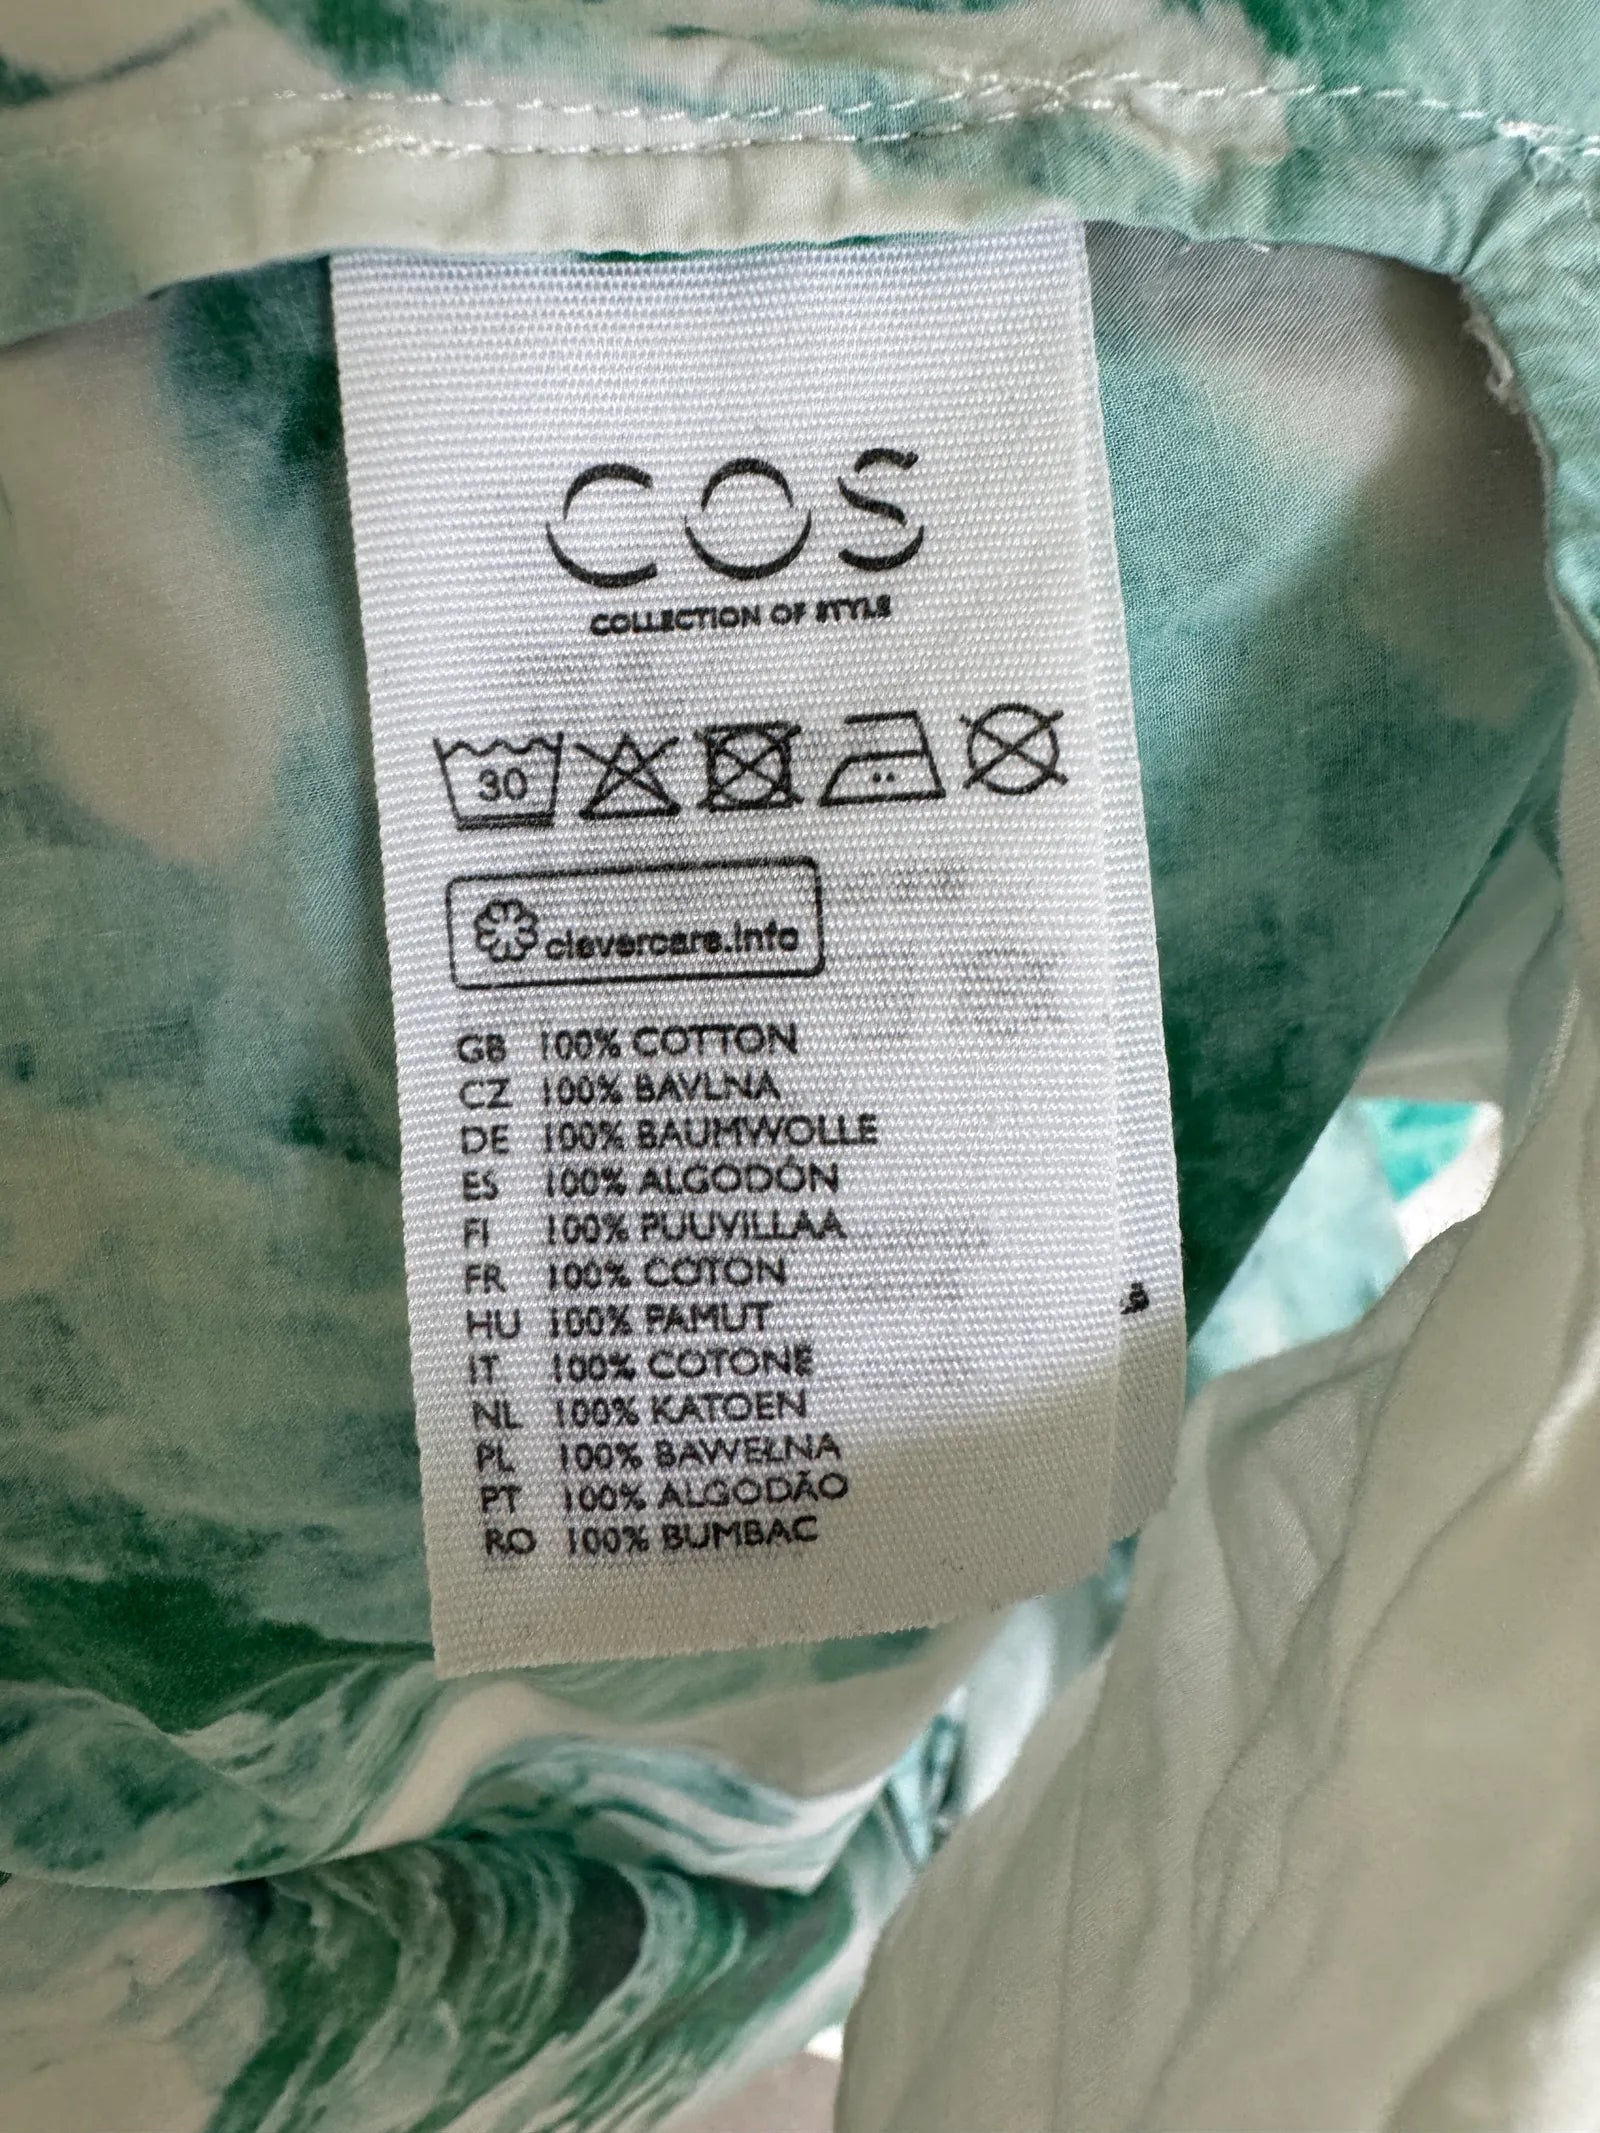 COS
COLLECTION OF STYLE
30
clevercare.info
GB 100% COTTON
CZ 100% BAVLNA
DE 100% BAUMWOLLE
ES 100% ALGODÓN
FI 100% PUUVILLAA
FR 100% COTON
HU 100% PAMUT
IT 100% COTONE
NL 100% KATOEN
PL 100% BAWEŁNA
PT 100% ALGODÃO
RO 100% BUMBAC